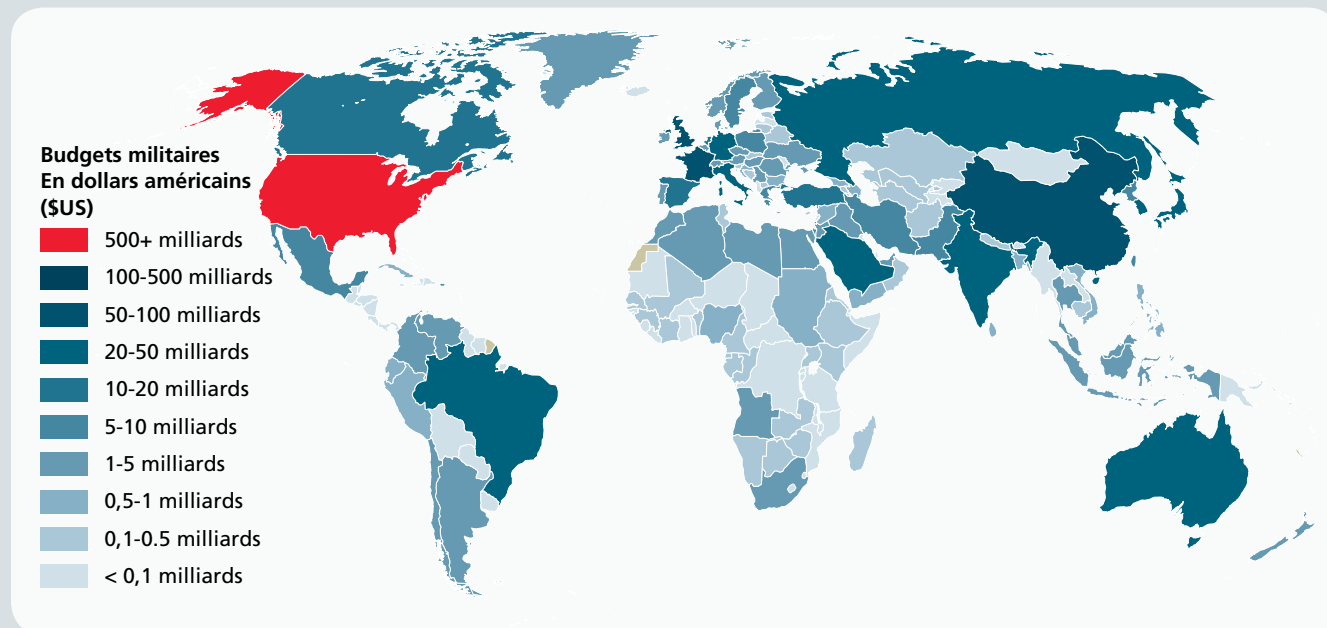 Budgets militaires
En dollars américains
($US)
500+ milliards
100-500 milliards
50-100 milliards
20-50 milliards
10-20 milliards
5-10 milliards
1-5 milliards
0,5-1 milliards
0,1-0.5 milliards
< 0,1 milliards